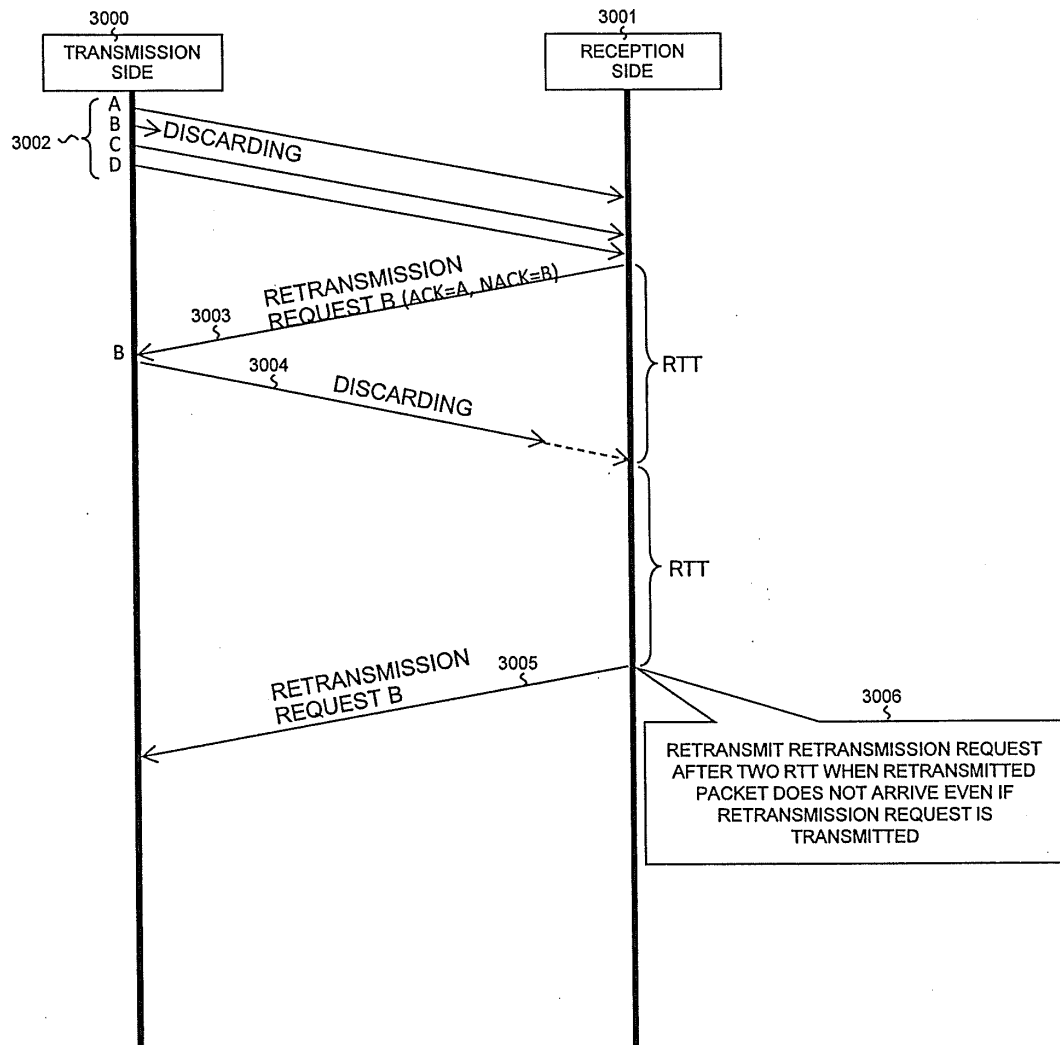 3000
TRANSMISSION
SIDE
3001
RECEPTION
SIDE
3002
A
B
C
D
DISCARDING
RETRANSMISSION
REQUEST B (ACK=A, NACK=B)
3003
B
3004
DISCARDING
RTT
RTT
RETRANSMISSION
REQUEST B
3005
3006
RETRANSMIT RETRANSMISSION REQUEST
AFTER TWO RTT WHEN RETRANSMITTED
PACKET DOES NOT ARRIVE EVEN IF
RETRANSMISSION REQUEST IS
TRANSMITTED